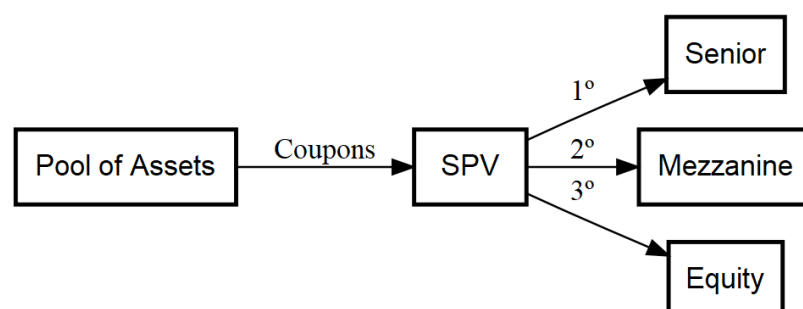 Pool of Assets
Coupons
SPV
1º
Senior
2º
Mezzanine
3º
Equity